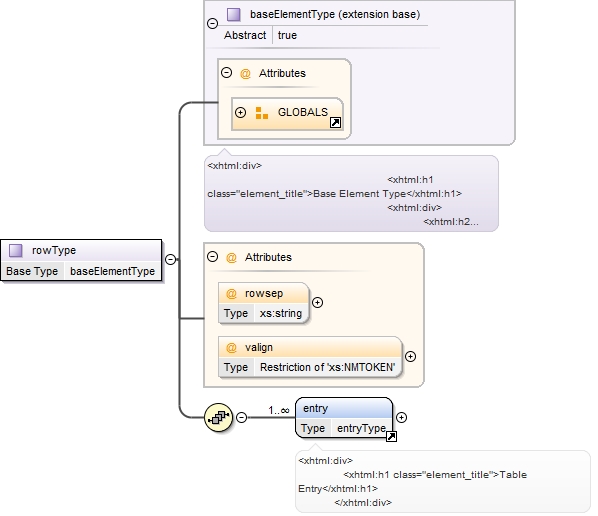 baseElementType (extension base)
Abstract true
@ Attributes
GLOBALS
<xhtml:div>
<xhtml:h1
class="element_title">Base Element Type</xhtml:h1>
<xhtml:div>
<xhtml:h2...
rowType
Base Type baseElementType
@ Attributes
@ rowsep
Type xs:string
@ valign
Type Restriction of 'xs:NMTOKEN'
1..∞
entry
Type entryType
<xhtml:div>
<xhtml:h1 class="element_title">Table
Entry</xhtml:h1>
</xhtml:div>